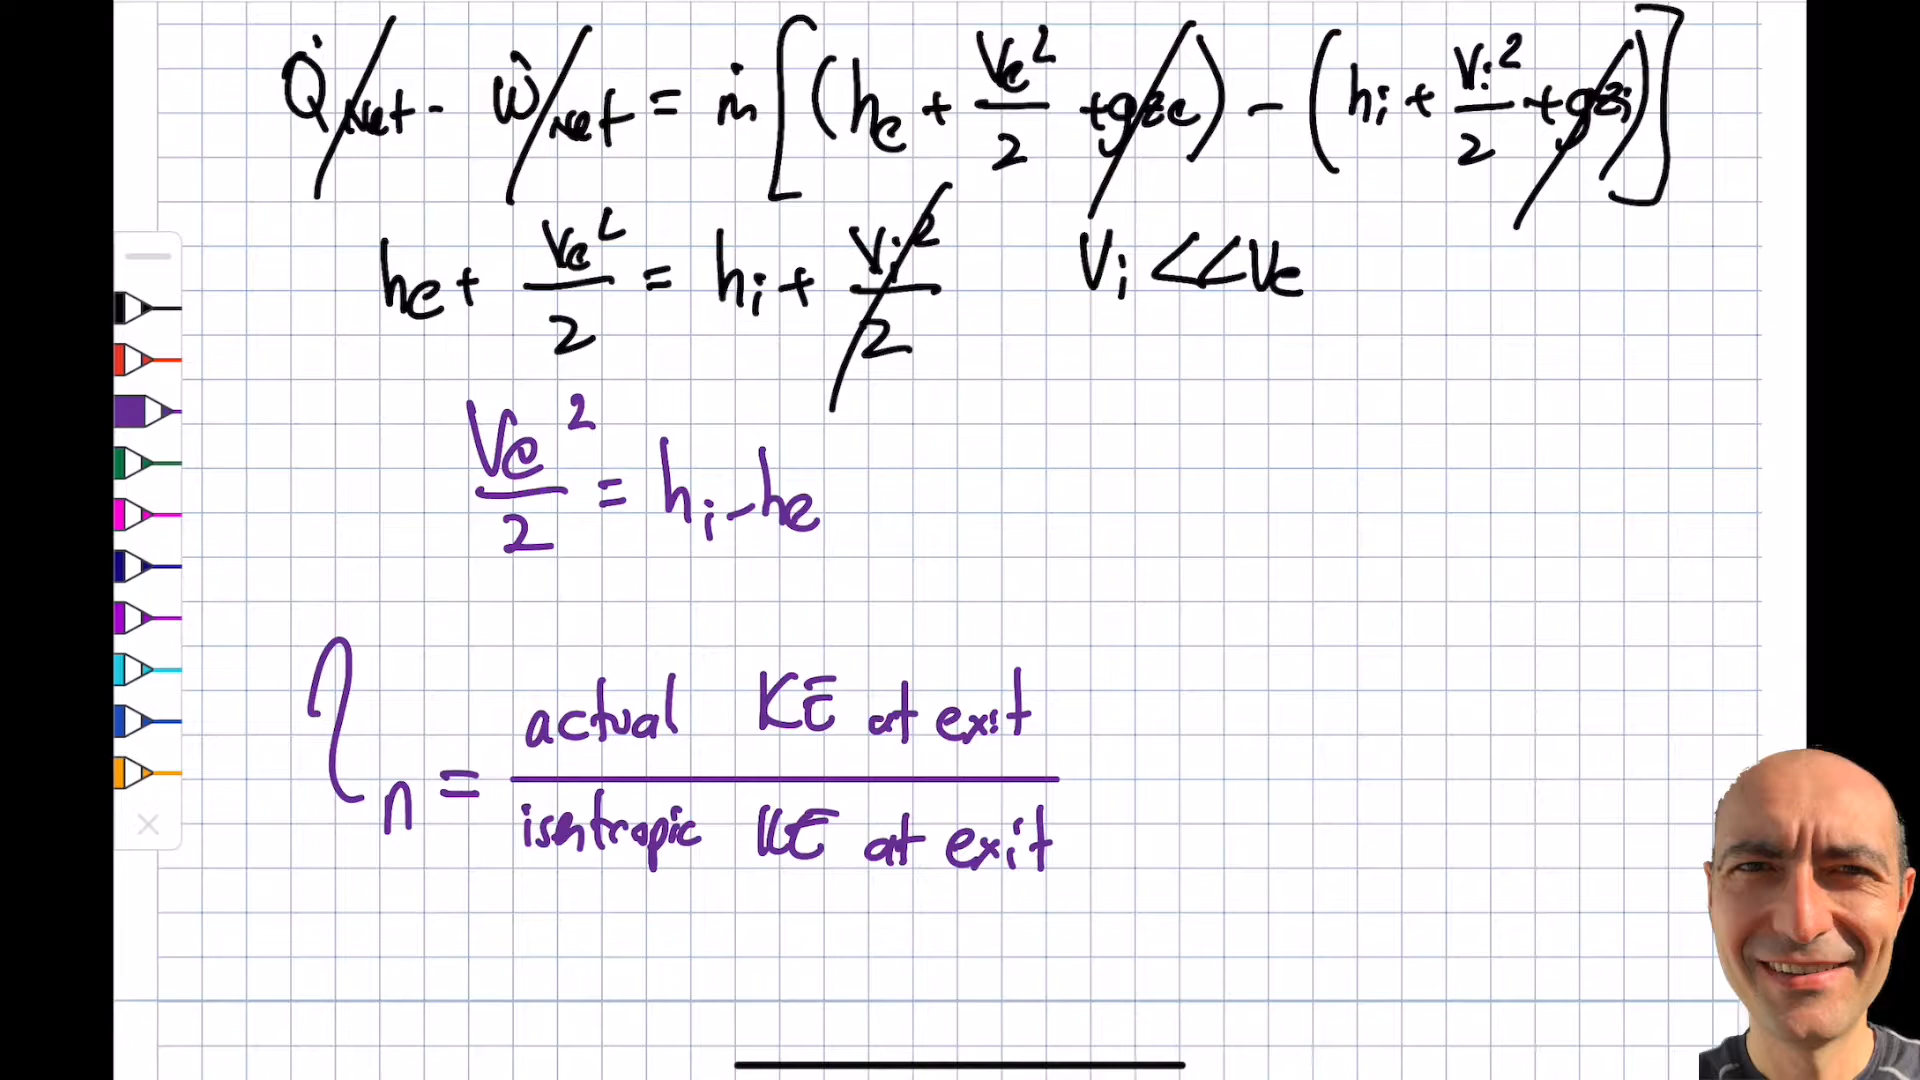 Q̇net - Ẇnet = ṁ[(he + Ve²/2 + gze) - (hi + Vi²/2 + gzi)]
he + Ve²/2 = hi + Vi²/2 Vi << Ve
Ve²/2 = hi - he
ηn = actual KE at exit
isentropic KE at exit